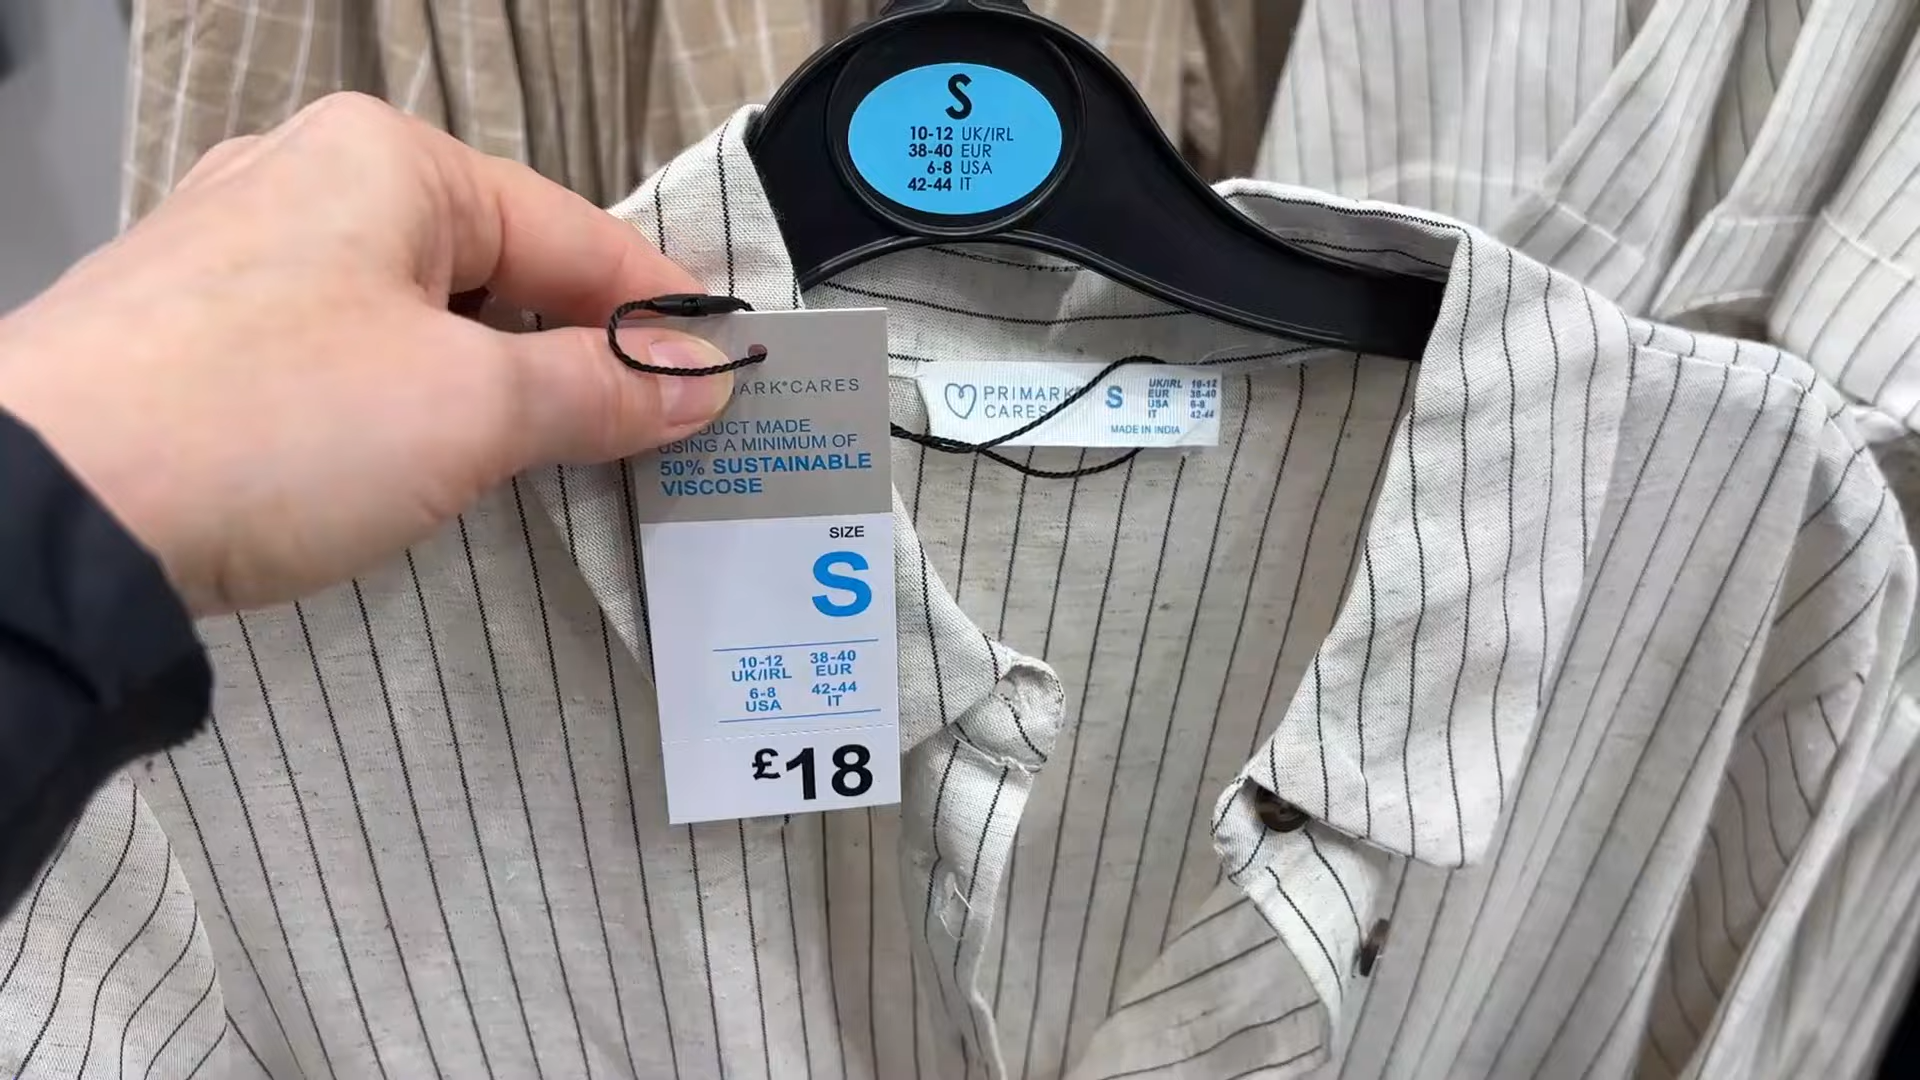 S
10-12 UK/IRL
38-40 EUR
6-8 USA
42-44 IT
PRIMARK
CARES
S
UK/IRL 10-12
EUR 38-40
USA 6-8
IT 42-44
MADE IN INDIA
CARES
MADE
USING A MINIMUM OF
50% SUSTAINABLE
VISCOSE
SIZE
S
10-12 38-40
UK/IRL EUR
6-8 42-44
USA IT
£18